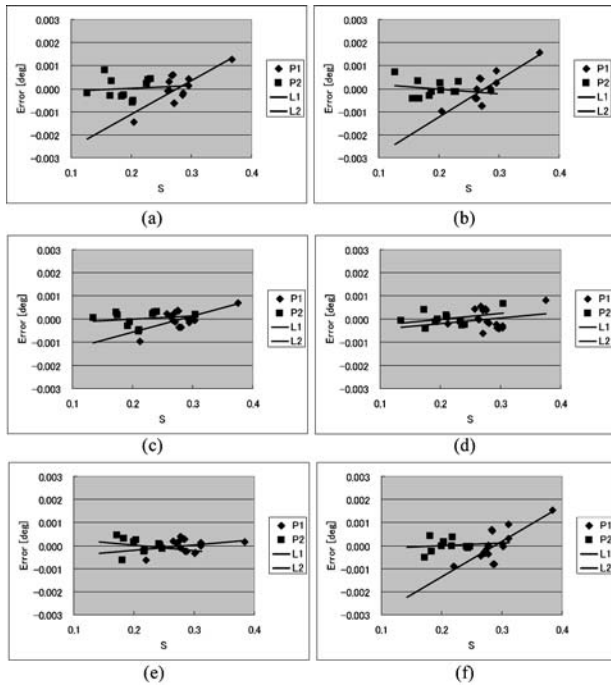 0.003
0.002
0.001
0.000
-0.001
-0.002
-0.003
Error [deg]
0.1 0.2 0.3 0.4
S
P1
P2
L1
L2
(a)
0.003
0.002
0.001
0.000
-0.001
-0.002
-0.003
Error [deg]
0.1 0.2 0.3 0.4
S
P1
P2
L1
L2
(b)
0.003
0.002
0.001
0.000
-0.001
-0.002
-0.003
Error [deg]
0.1 0.2 0.3 0.4
S
P1
P2
L1
L2
(c)
0.003
0.002
0.001
0.000
-0.001
-0.002
-0.003
Error [deg]
0.1 0.2 0.3 0.4
S
P1
P2
L1
L2
(d)
0.003
0.002
0.001
0.000
-0.001
-0.002
-0.003
Error [deg]
0.1 0.2 0.3 0.4
S
P1
P2
L1
L2
(e)
0.003
0.002
0.001
0.000
-0.001
-0.002
-0.003
Error [deg]
0.1 0.2 0.3 0.4
S
P1
P2
L1
L2
(f)